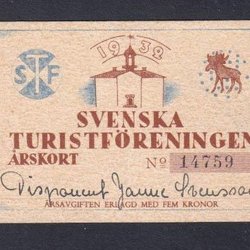 1932
STF
SVENSKA
TURISTFÖRENINGEN
ÅRSKORT No 14759
Disponent Janne Svensson
ÅRSAVGIFTEN ERLAGD MED FEM KRONOR